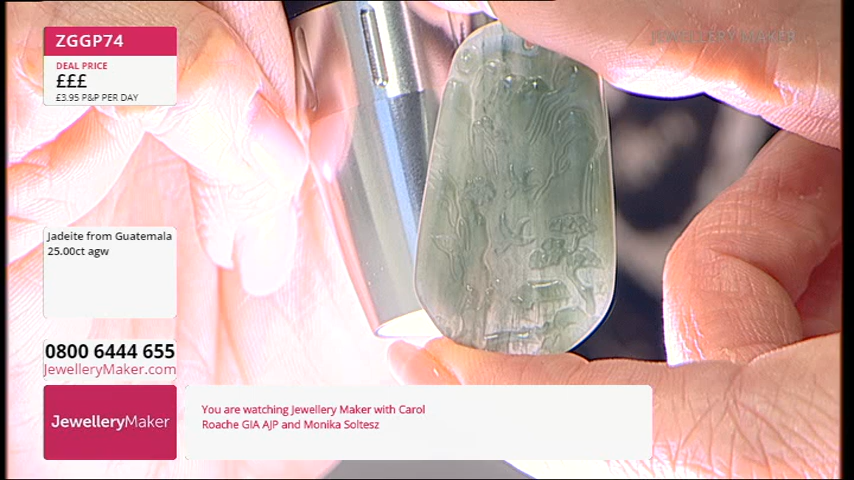 ZGGP74
DEAL PRICE
£££
£3.95 P&P PER DAY
JEWELLERY MAKER
Jadeite from Guatemala
25.00ct agw
0800 6444 655
JewelleryMaker.com
JewelleryMaker
You are watching Jewellery Maker with Carol
Roache GIA AJP and Monika Soltesz